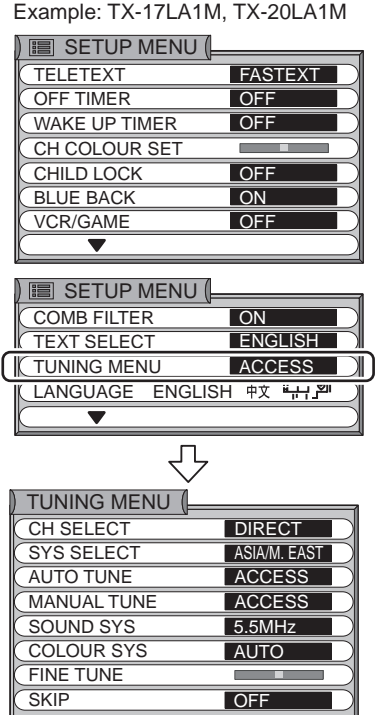 Example: TX-17LA1M, TX-20LA1M
SETUP MENU
TELETEXT FASTEXT
OFF TIMER OFF
WAKE UP TIMER OFF
CH COLOUR SET
CHILD LOCK OFF
BLUE BACK ON
VCR/GAME OFF
SETUP MENU
COMB FILTER ON
TEXT SELECT ENGLISH
TUNING MENU ACCESS
LANGUAGE ENGLISH 中文
TUNING MENU
CH SELECT DIRECT
SYS SELECT ASIA/M. EAST
AUTO TUNE ACCESS
MANUAL TUNE ACCESS
SOUND SYS 5.5MHz
COLOUR SYS AUTO
FINE TUNE
SKIP OFF